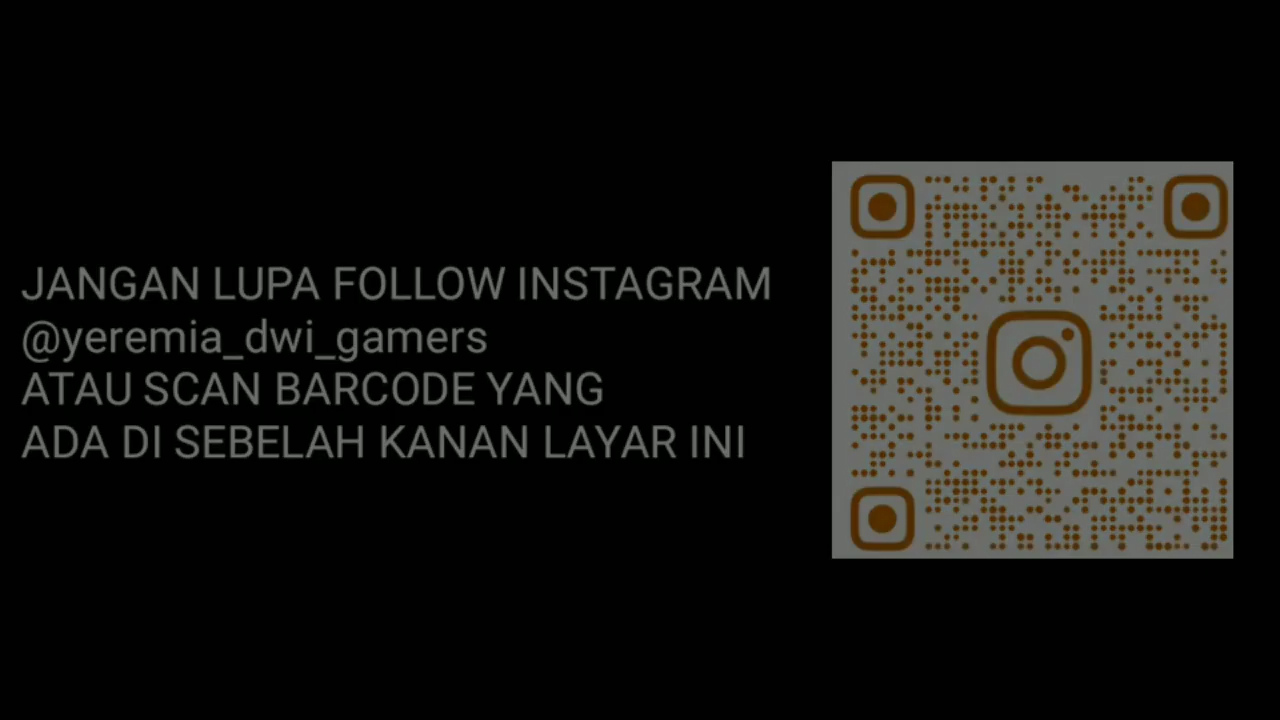 JANGAN LUPA FOLLOW INSTAGRAM
@yeremia_dwi_gamers
ATAU SCAN BARCODE YANG
ADA DI SEBELAH KANAN LAYAR INI